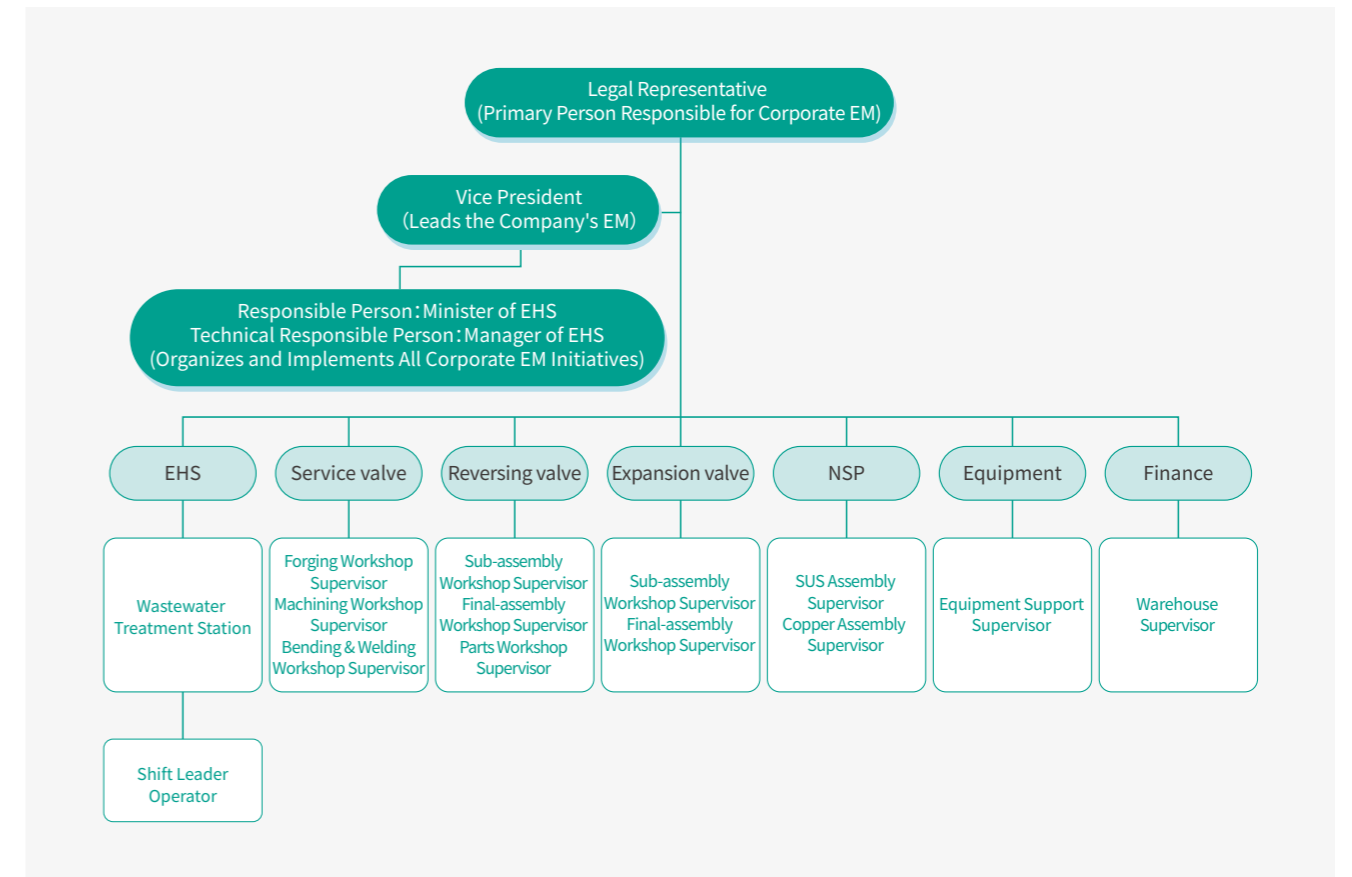 Legal Representative
(Primary Person Responsible for Corporate EM)
Vice President
(Leads the Company's EM)
Responsible Person：Minister of EHS
Technical Responsible Person：Manager of EHS
(Organizes and Implements All Corporate EM Initiatives)
EHS
Service valve
Reversing valve
Expansion valve
NSP
Equipment
Finance
Wastewater
Treatment Station
Forging Workshop
Supervisor
Machining Workshop
Supervisor
Bending & Welding
Workshop Supervisor
Sub-assembly
Workshop Supervisor
Final-assembly
Workshop Supervisor
Parts Workshop
Supervisor
Sub-assembly
Workshop Supervisor
Final-assembly
Workshop Supervisor
SUS Assembly
Supervisor
Copper Assembly
Supervisor
Equipment Support
Supervisor
Warehouse
Supervisor
Shift Leader
Operator